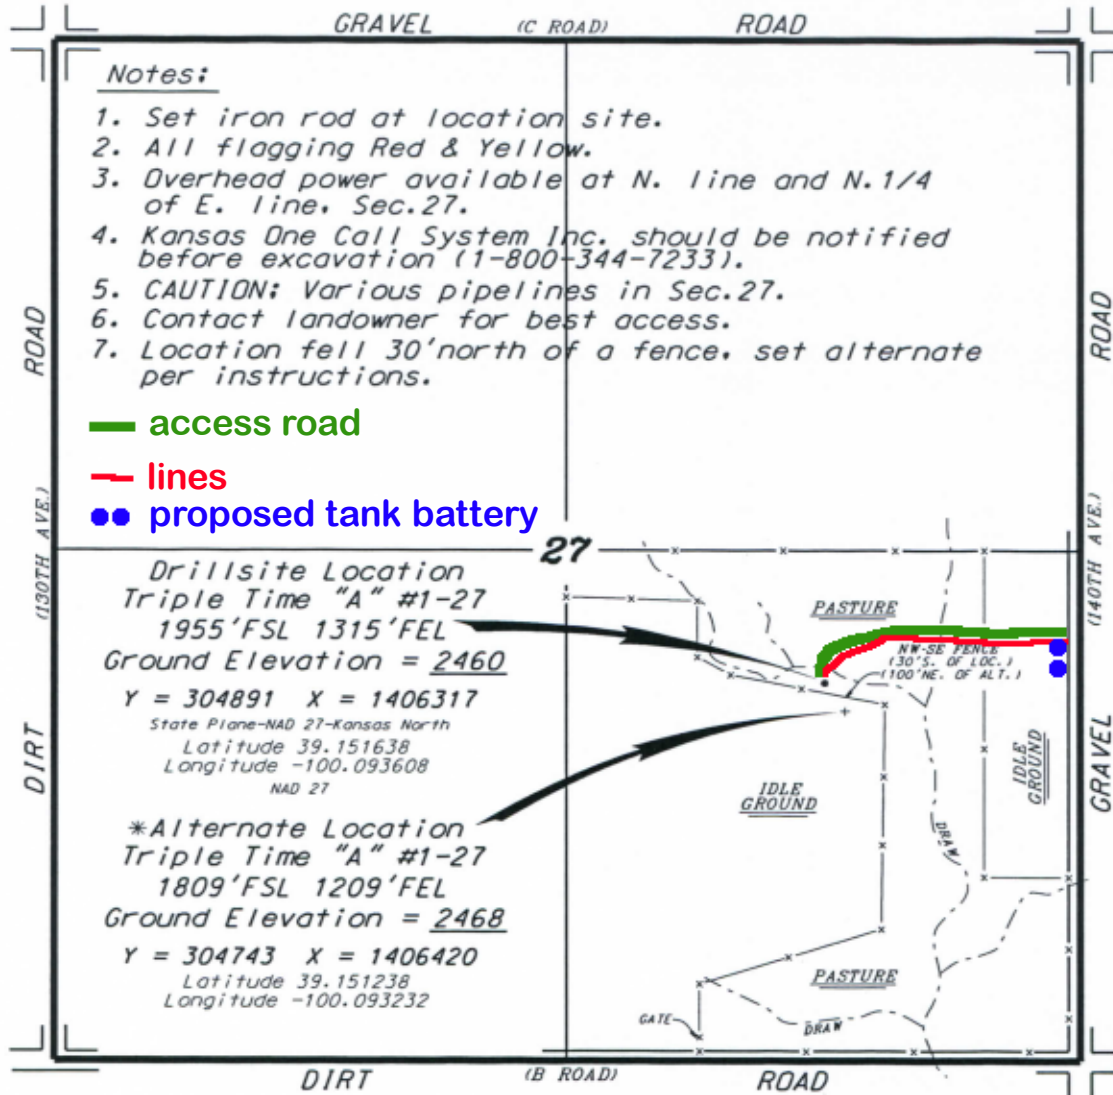 GRAVEL (C ROAD) ROAD
Notes:
1. Set iron rod at location site.
2. All flagging Red & Yellow.
3. Overhead power available at N. line and N.1/4
of E. line, Sec.27.
4. Kansas One Call System Inc. should be notified
before excavation (1-800-344-7233).
5. CAUTION: Various pipelines in Sec.27.
6. Contact landowner for best access.
7. Location fell 30'north of a fence, set alternate
per instructions.
access road
lines
proposed tank battery
ROAD
(130TH AVE.)
DIRT
ROAD
(140TH AVE.)
GRAVEL
27
Drillsite Location
Triple Time "A" #1-27
1955'FSL 1315'FEL
Ground Elevation = 2460
Y = 304891 X = 1406317
State Plane-NAD 27-Kansas North
Latitude 39.151638
Longitude -100.093608
NAD 27
*Alternate Location
Triple Time "A" #1-27
1809'FSL 1209'FEL
Ground Elevation = 2468
Y = 304743 X = 1406420
Latitude 39.151238
Longitude -100.093232
PASTURE
NW-SE FENCE
(30'S. OF LOC.)
(100'NE. OF ALT.)
IDLE
GROUND
IDLE
GROUND
DRAW
PASTURE
GATE
DRAW
DIRT (B ROAD) ROAD